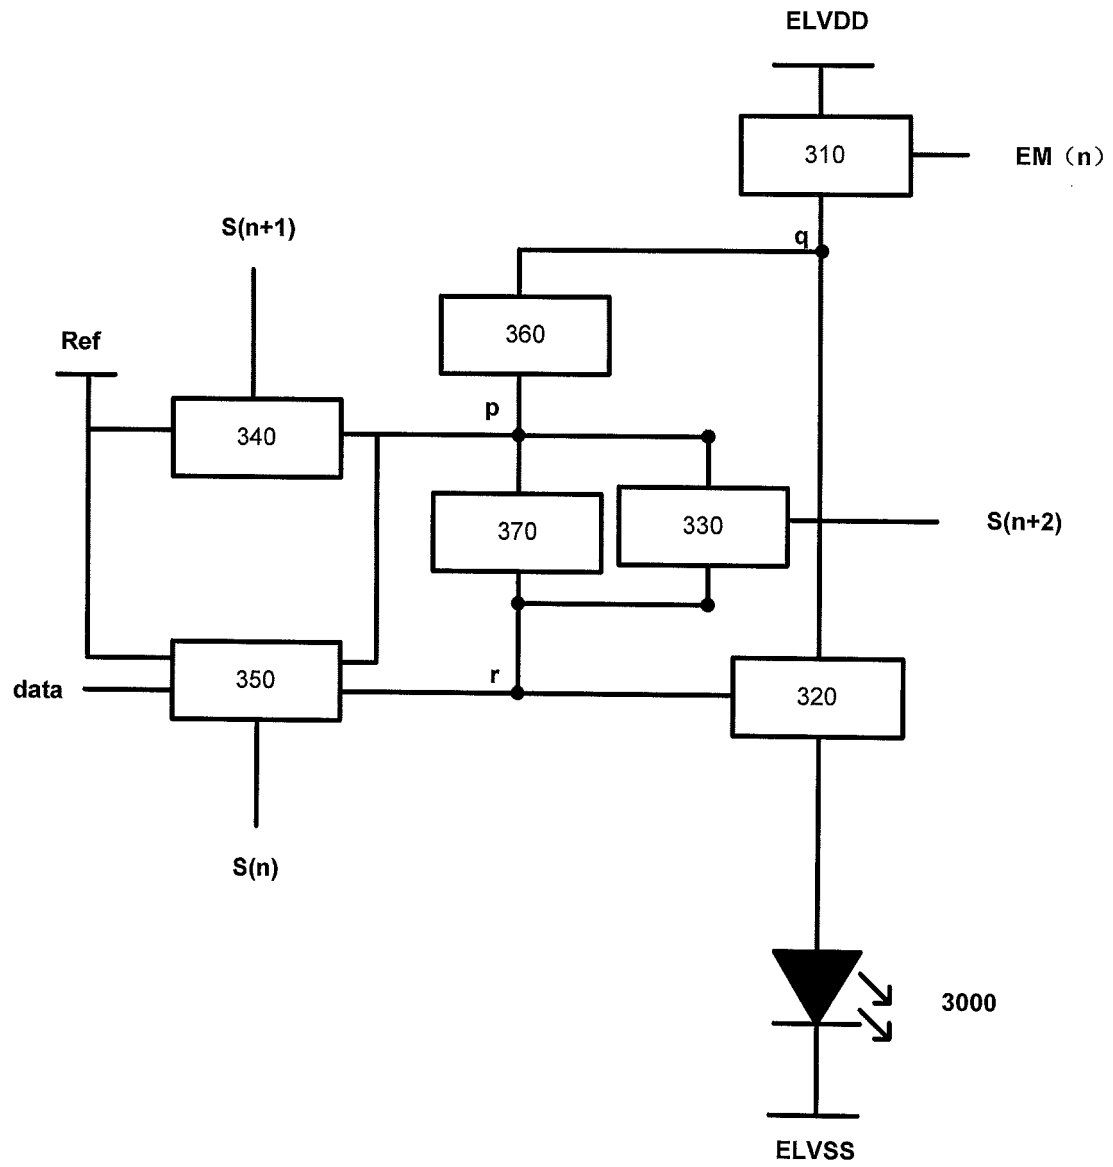 ELVDD
310
EM（n）
q
S(n+1)
360
Ref
p
340
370
330
S(n+2)
350
r
data
320
S(n)
3000
ELVSS